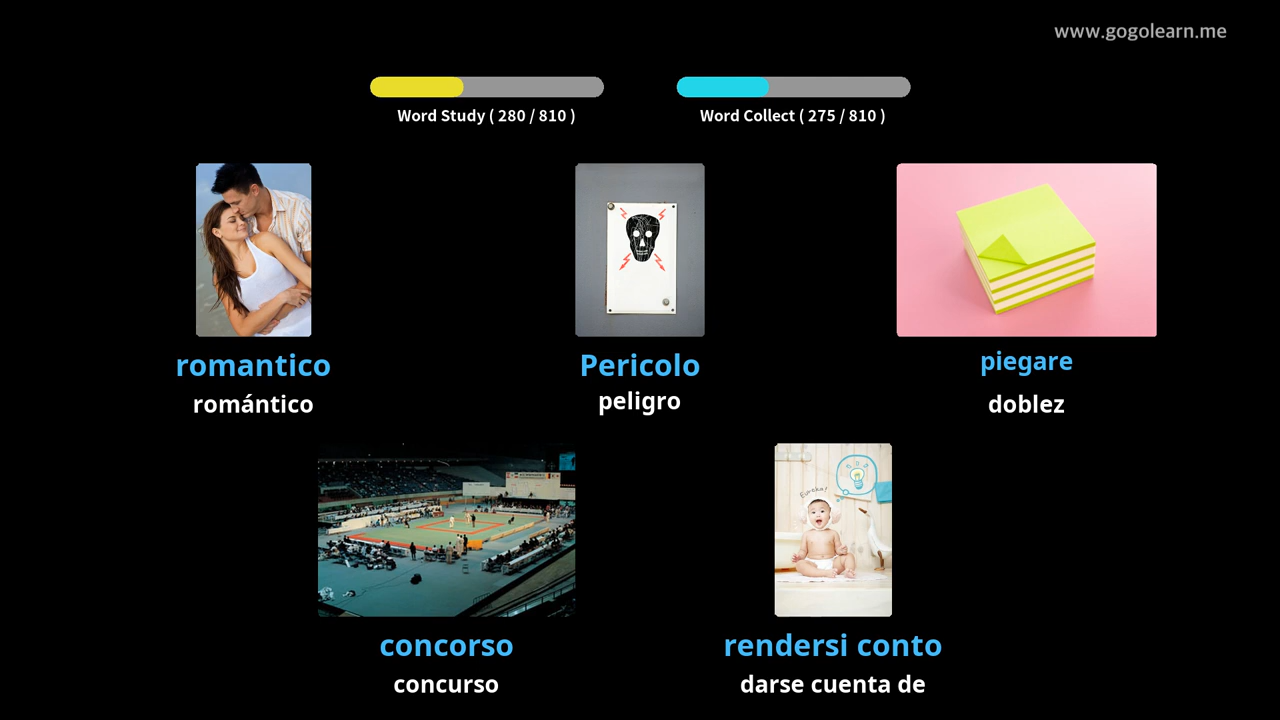 www.gogolearn.me
Word Study ( 280 / 810 )
Word Collect ( 275 / 810 )
romantico
romántico
Pericolo
peligro
piegare
doblez
Eureka!
concorso
concurso
rendersi conto
darse cuenta de